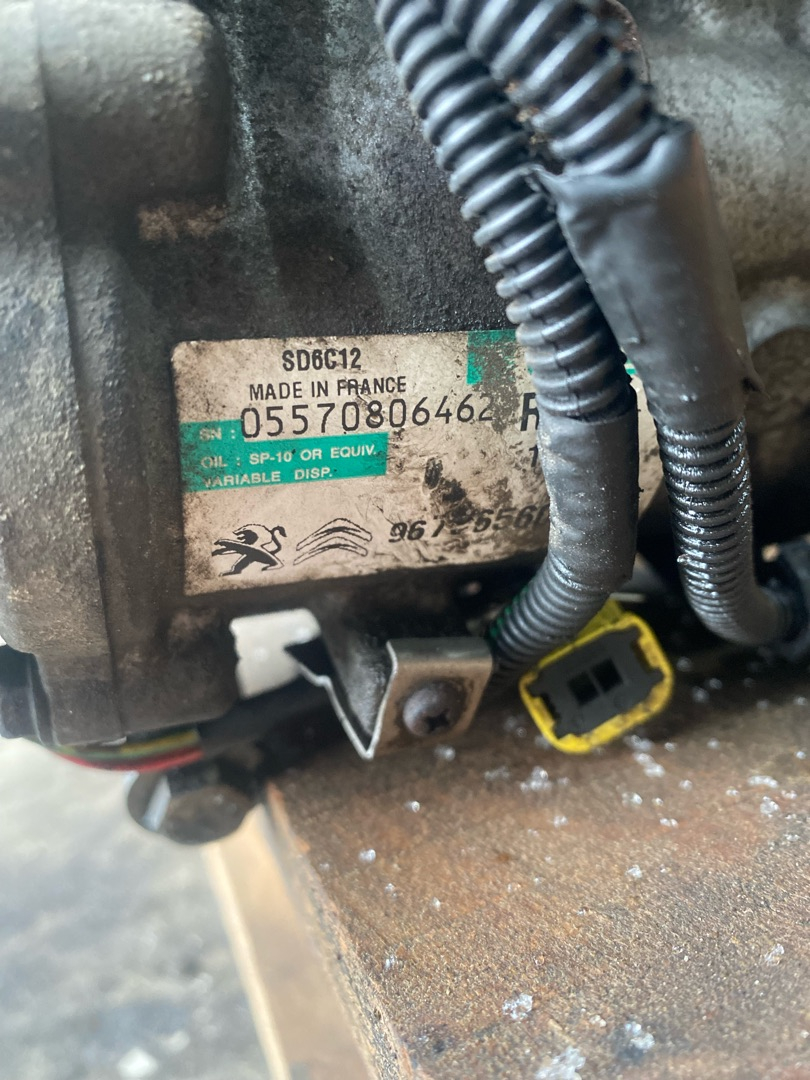 SD6C12
MADE IN FRANCE
SN : 05570806462
OIL : SP-10 OR EQUIV.
VARIABLE DISP.